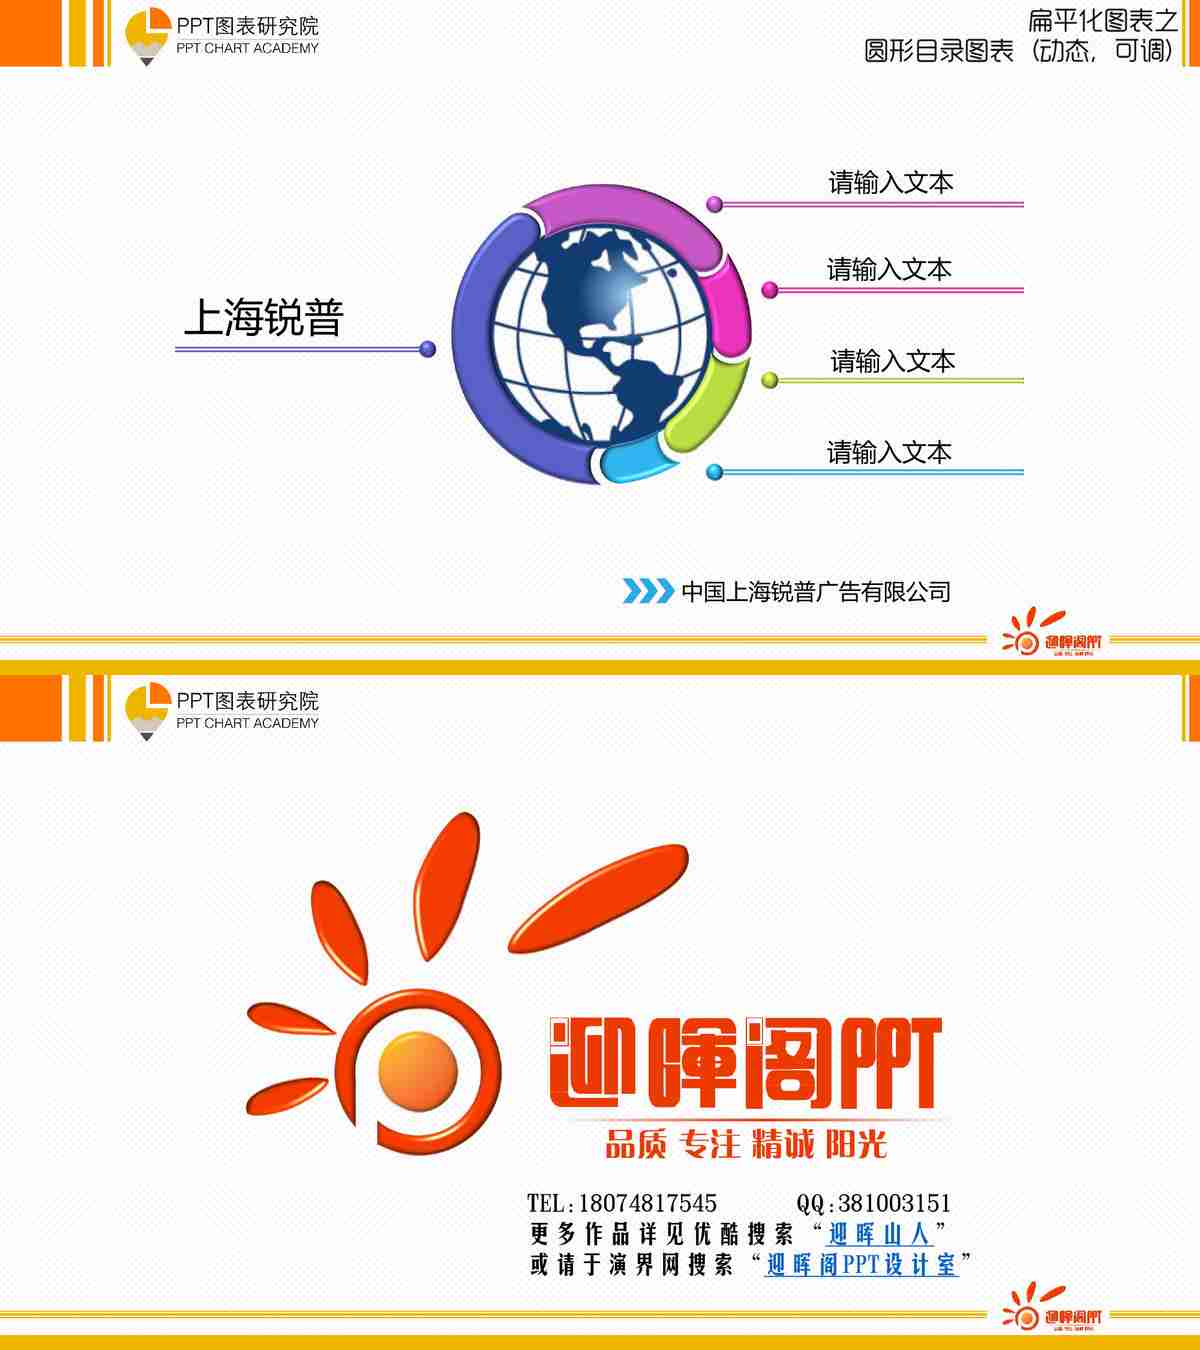 PPT图表研究院
PPT CHART ACADEMY
扁平化图表之
圆形目录图表（动态，可调）
请输入文本
请输入文本
上海锐普
请输入文本
请输入文本
中国上海锐普广告有限公司
迎晖阁PPT
PPT图表研究院
PPT CHART ACADEMY
迎晖阁PPT
品质 专注 精诚 阳光
TEL:18074817545 QQ:381003151
更多作品详见优酷搜索“迎晖山人”
或请于演界网搜索“迎晖阁PPT设计室”
迎晖阁PPT